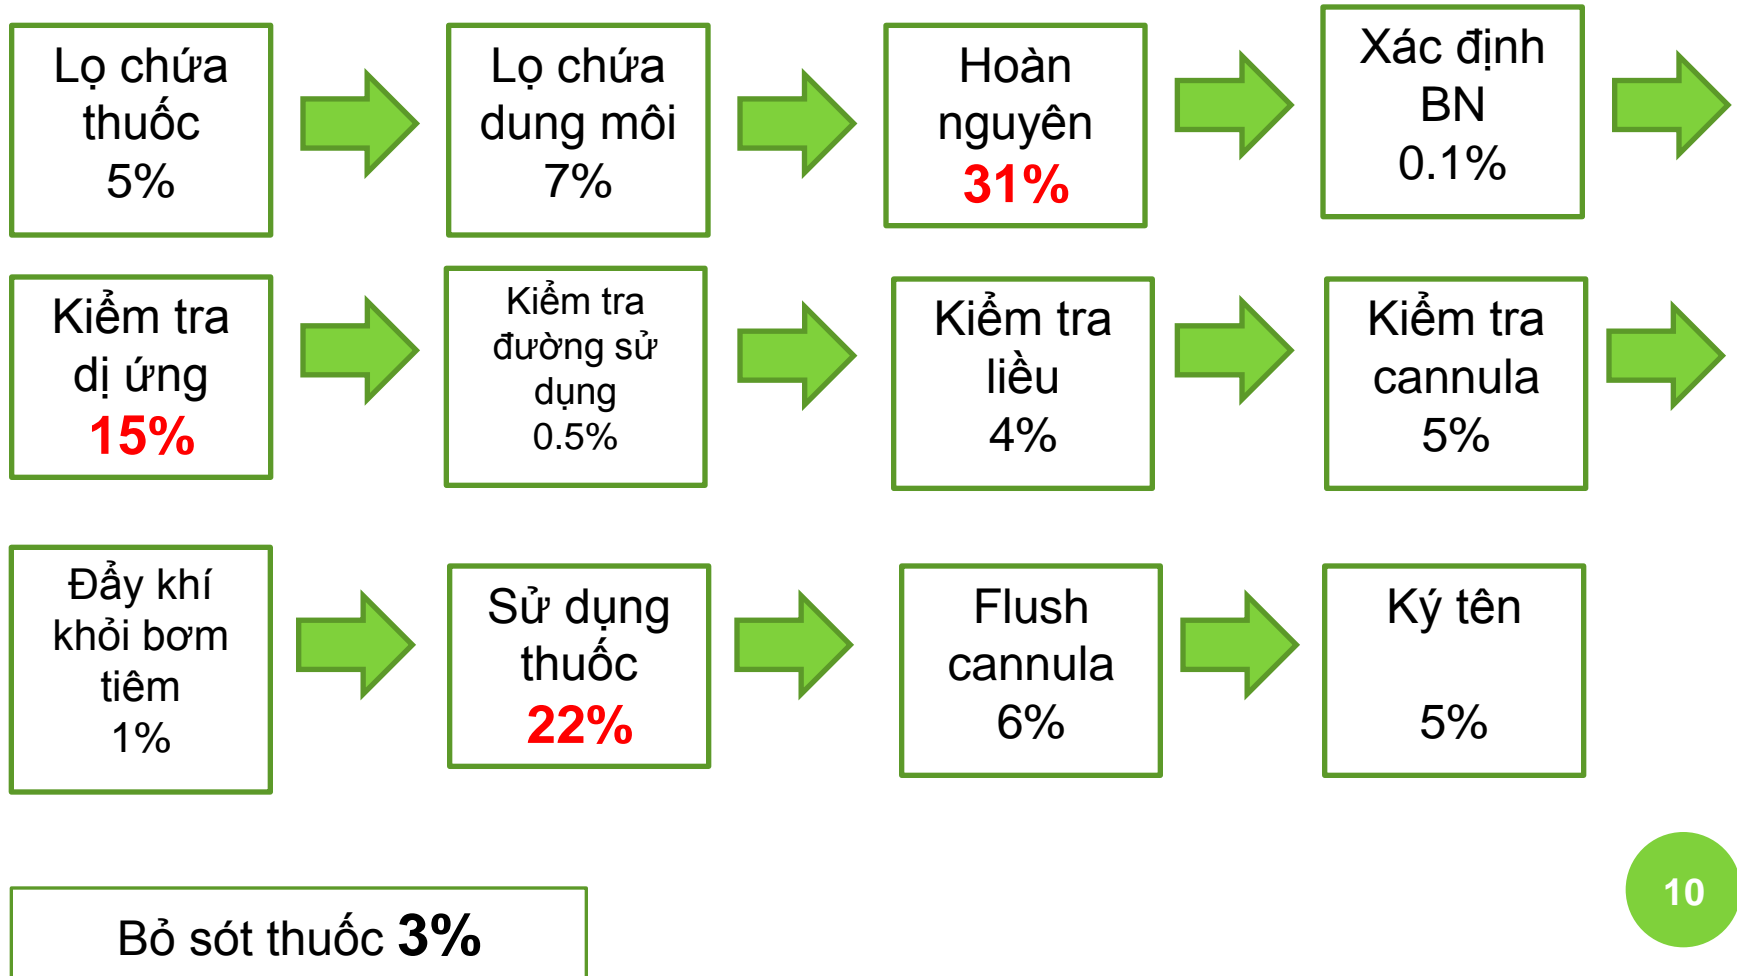 Lọ chứa
thuốc
5%
Lọ chứa
dung môi
7%
Hoàn
nguyên
31%
Xác định
BN
0.1%
Kiểm tra
dị ứng
15%
Kiểm tra
đường sử
dụng
0.5%
Kiểm tra
liều
4%
Kiểm tra
cannula
5%
Đẩy khí
khỏi bơm
tiêm
1%
Sử dụng
thuốc
22%
Flush
cannula
6%
Ký tên
5%
10
Bỏ sót thuốc 3%